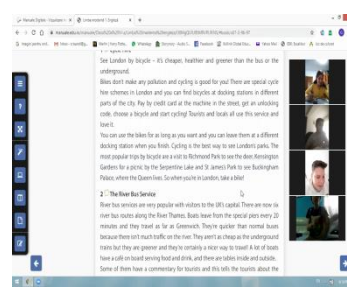 See London by bicycle – it's cheaper, healthier and greener than the bus or the
underground.
Bikes don't make any pollution and cycling is good for you! There are special cycle
hire schemes in London and you can find bicycles at docking stations in different
parts of the city. Pay by credit card at the machine in the street, get an unlocking
code, choose a bicycle and start cycling! Tourists and locals all use this service and
love it.
You can use the bikes for as long as you want and you can leave them at a different
docking station when you finish. Cycling is the best way to see London's parks. The
most popular trips by bicycle are a visit to Richmond Park to see the deer, Kensington
Gardens for a picnic by the Serpentine Lake and St James's Park to see Buckingham
Palace, where the Queen lives. So when you're in London, take a bike!
2 The River Bus Service
River bus services are very popular with visitors to the UK's capital. There are now six
river bus routes along the River Thames. Boats leave from the special piers every 20
minutes and they travel as far as Greenwich. They're quicker than normal buses
because there isn't much traffic on the river. They aren't as cheap as the underground
trains but they are greener and they're certainly a nicer way to travel! A lot of boats
have a café on board serving food and drink, and there are tables inside and outside.
Some of them have a commentary for tourists and this tells the tourists about the